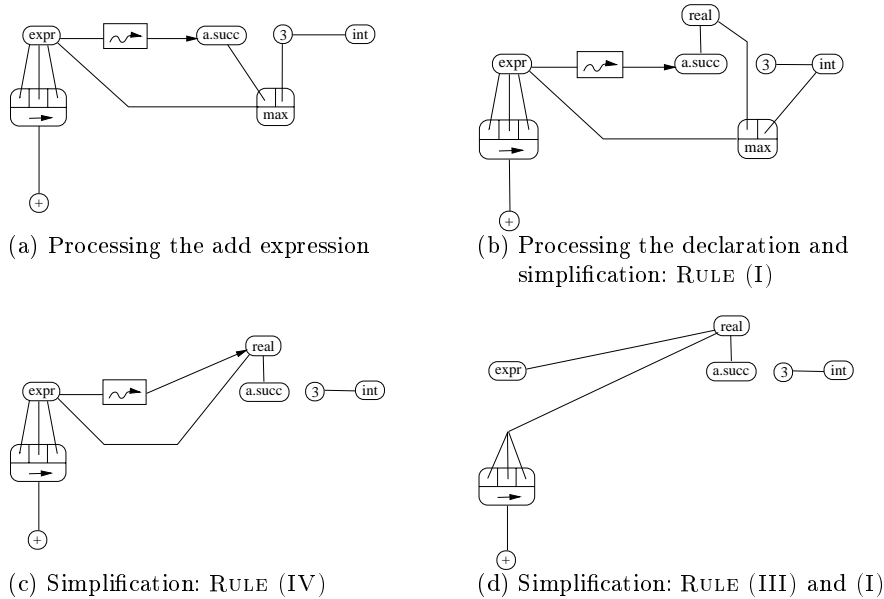 expr
a.succ
3
int
max
+
(a) Processing the add expression
real
expr
a.succ
3
int
max
+
(b) Processing the declaration and
simplification: RULE (I)
real
expr
a.succ
3
int
+
(c) Simplification: RULE (IV)
real
expr
a.succ
3
int
+
(d) Simplification: RULE (III) and (I)